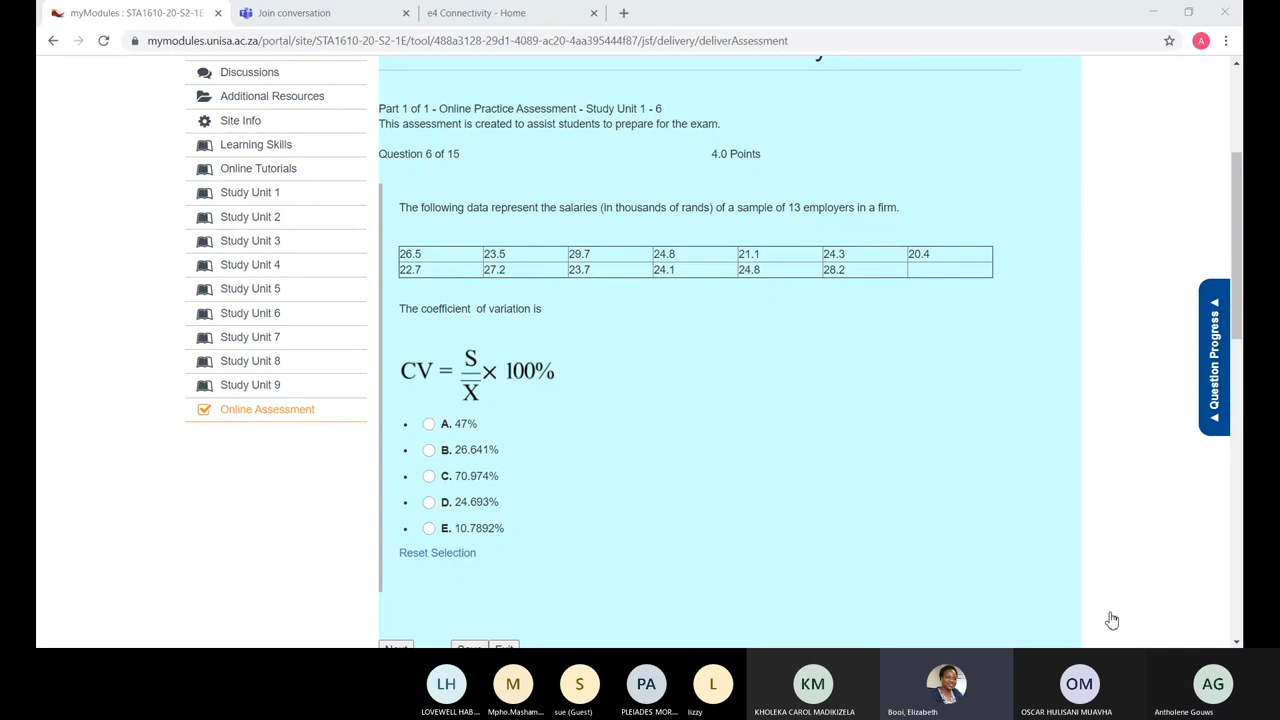 myModules : STA1610-20-S2-1E
Join conversation
e4 Connectivity - Home
mymodules.unisa.ac.za/portal/site/STA1610-20-S2-1E/tool/488a3128-29d1-4089-ac20-4aa395444f87/jsf/delivery/deliverAssessment
A
Discussions
Additional Resources
Site Info
Learning Skills
Online Tutorials
Study Unit 1
Study Unit 2
Study Unit 3
Study Unit 4
Study Unit 5
Study Unit 6
Study Unit 7
Study Unit 8
Study Unit 9
Online Assessment
Part 1 of 1 - Online Practice Assessment - Study Unit 1 - 6
This assessment is created to assist students to prepare for the exam.
Question 6 of 15 4.0 Points
The following data represent the salaries (in thousands of rands) of a sample of 13 employers in a firm.
26.5 23.5 29.7 24.8 21.1 24.3 20.4
22.7 27.2 23.7 24.1 24.8 28.2
The coefficient of variation is
CV = S/X̅ × 100%
A. 47%
B. 26.641%
C. 70.974%
D. 24.693%
E. 10.7892%
Reset Selection
▲ Question Progress ▲
LH M S PA L KM OM AG
LOVEWELL HAB... Mpho.Masham... sue (Guest) PLEIADES MOR... lizzy KHOLEKA CAROL MADIKIZELA Booi, Elizabeth OSCAR HULISANI MUAVHA Antholene Gouws